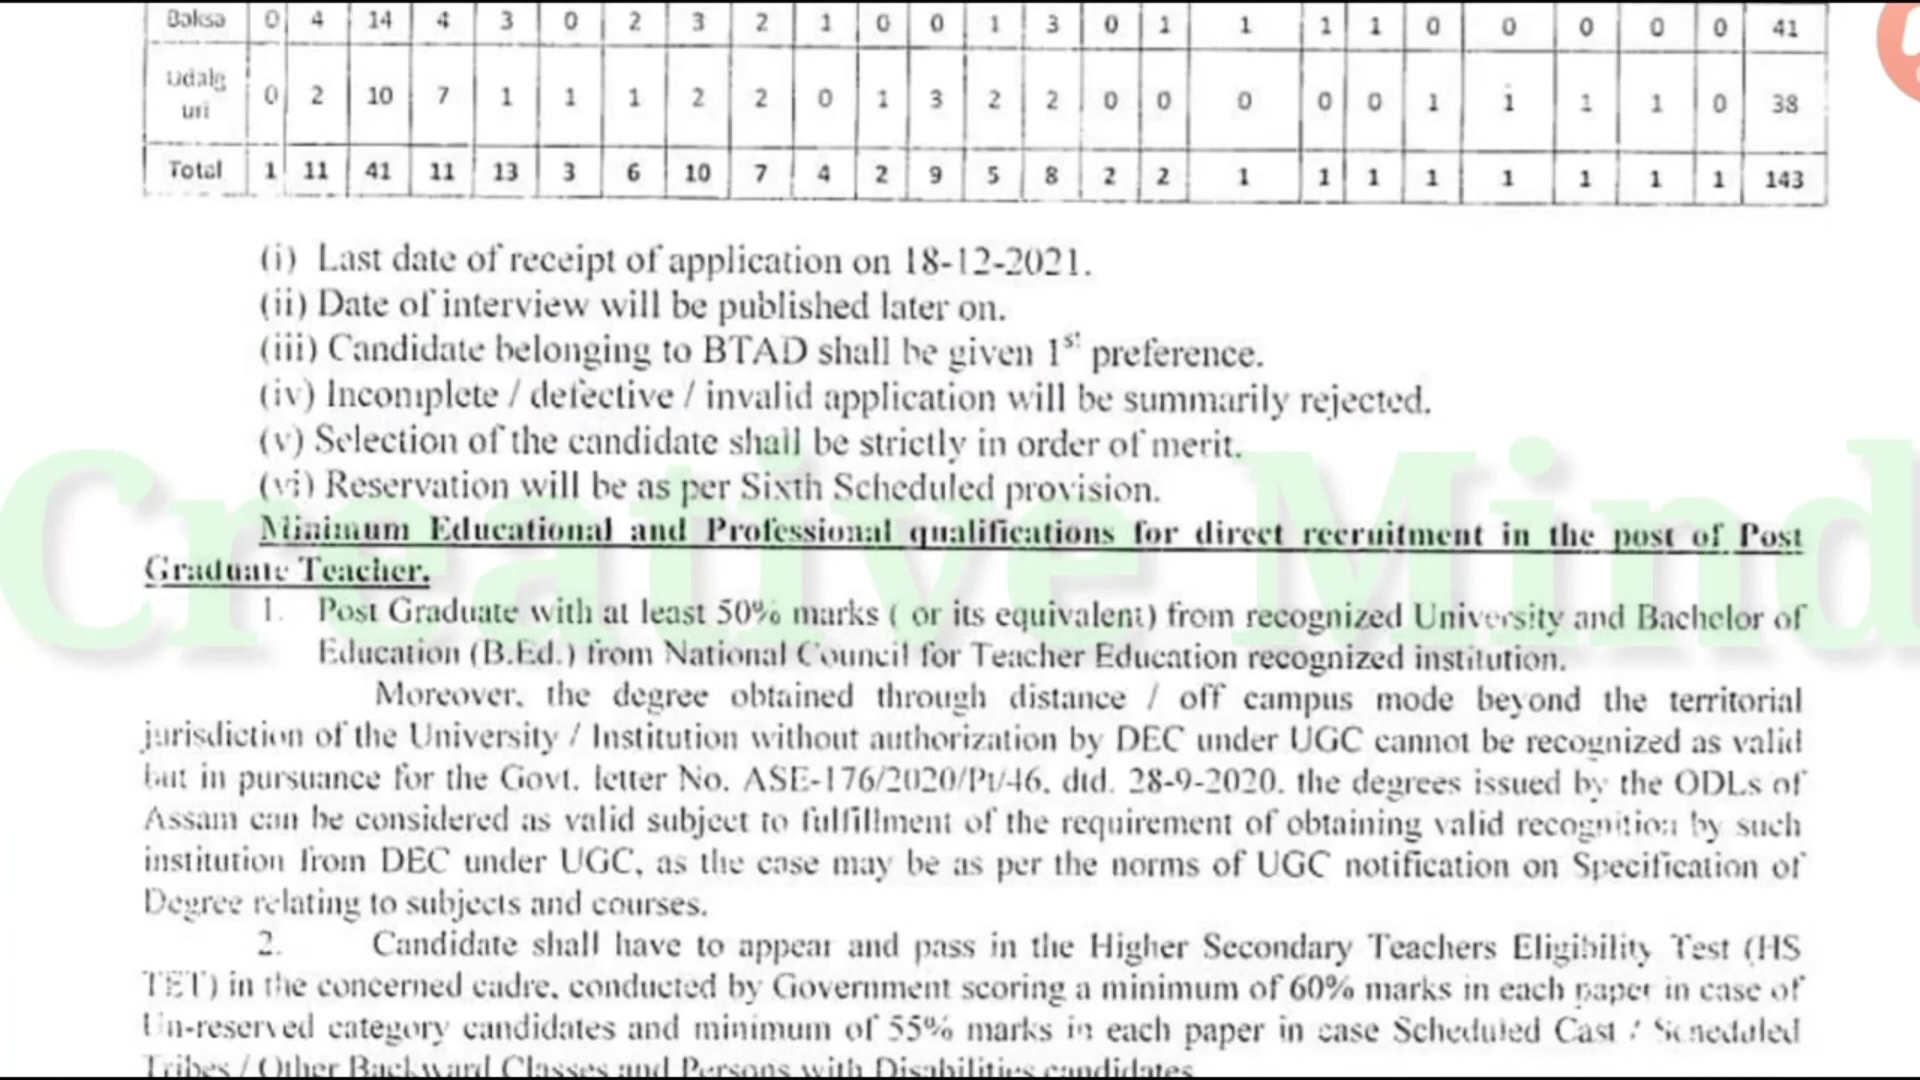 Baksa 0 4 14 4 3 0 2 3 2 1 0 0 1 3 0 1 1 1 1 0 0 0 0 0 41
Udalg
uri 0 2 10 7 1 1 1 2 2 0 1 3 2 2 0 0 0 0 0 1 1 1 1 0 38
Total 1 11 41 11 13 3 6 10 7 4 2 9 5 8 2 2 1 1 1 1 1 1 1 1 143
(i) Last date of receipt of application on 18-12-2021.
(ii) Date of interview will be published later on.
(iii) Candidate belonging to BTAD shall be given 1st preference.
(iv) Incomplete / defective / invalid application will be summarily rejected.
(v) Selection of the candidate shall be strictly in order of merit.
(vi) Reservation will be as per Sixth Scheduled provision.
Minimum Educational and Professional qualifications for direct recruitment in the post of Post
Graduate Teacher.
1. Post Graduate with at least 50% marks ( or its equivalent) from recognized University and Bachelor of
Education (B.Ed.) from National Council for Teacher Education recognized institution.
Moreover, the degree obtained through distance / off campus mode beyond the territorial
jurisdiction of the University / Institution without authorization by DEC under UGC cannot be recognized as valid
but in pursuance for the Govt. letter No. ASE-176/2020/Pt/46, dtd. 28-9-2020. the degrees issued by the ODLs of
Assam can be considered as valid subject to fulfillment of the requirement of obtaining valid recognition by such
institution from DEC under UGC, as the case may be as per the norms of UGC notification on Specification of
Degree relating to subjects and courses.
2. Candidate shall have to appear and pass in the Higher Secondary Teachers Eligibility Test (HS
TET) in the concerned cadre, conducted by Government scoring a minimum of 60% marks in each paper in case of
Un-reserved category candidates and minimum of 55% marks in each paper in case Scheduled Cast / Scheduled
Tribes / Other Backward Classes and Persons with Disabilities candidates
Creative Mind